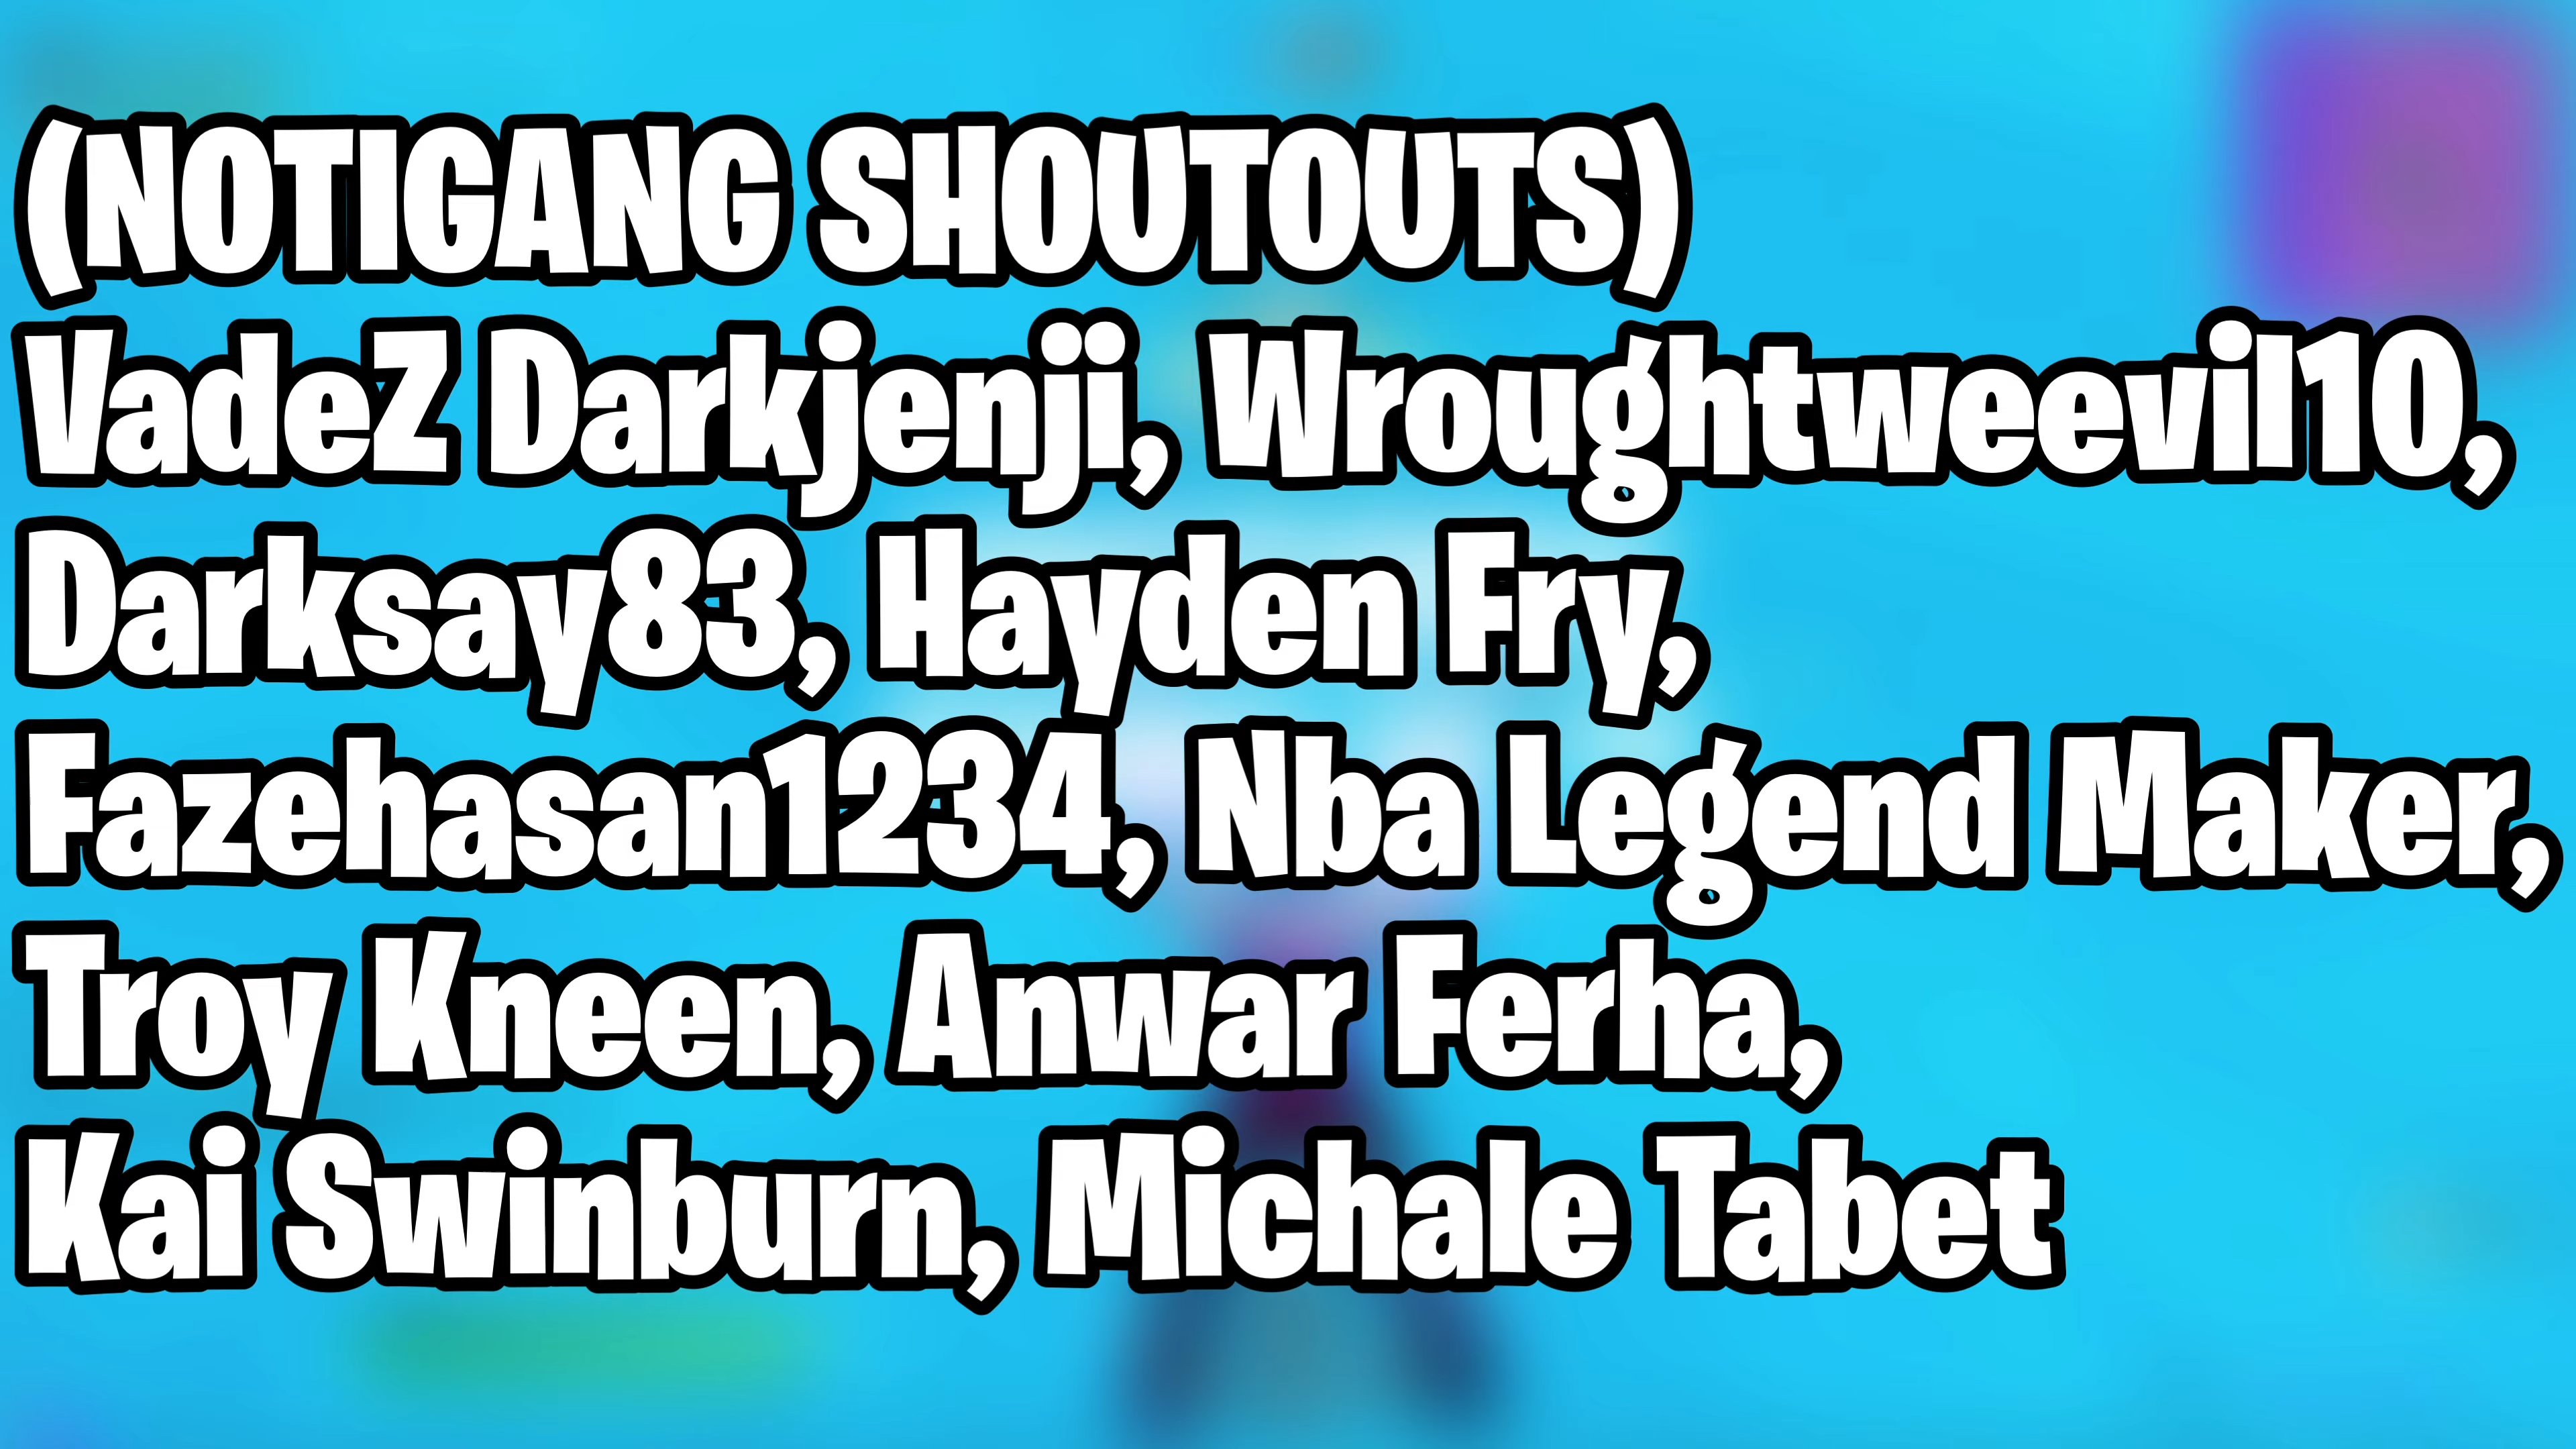 (NOTIGANG SHOUTOUTS)
VadeZ Darkjenji, Wroughtweevil10,
Darksay83, Hayden Fry,
Fazehasan1234, Nba Legend Maker,
Troy Kneen, Anwar Ferha,
Kai Swinburn, Michale Tabet